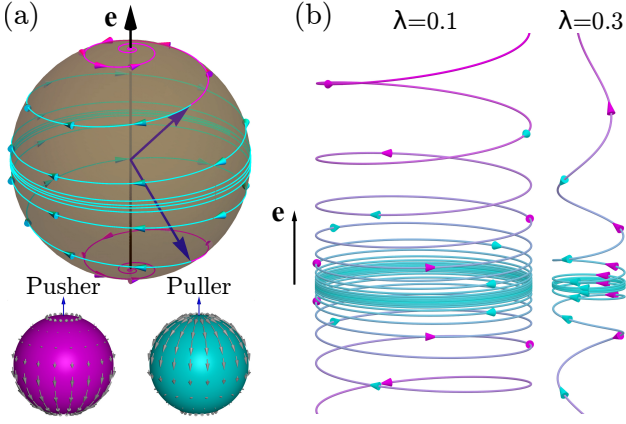 (a)
e
Pusher
Puller
(b)
λ=0.1
λ=0.3
e